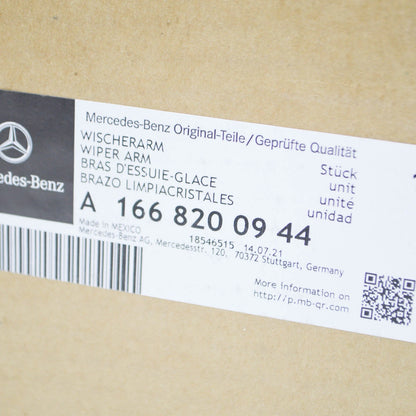 Mercedes-Benz Original-Teile/Geprüfte Qualität
WISCHERARM
WIPER ARM
BRAS D'ESSUIE-GLACE
BRAZO LIMPIACRISTALES
Stück
unit
unité
unidad
edes-Benz
A 166 820 09 44
Made in MEXICO
18546515 14.07.21
Mercedes-Benz AG, Mercedesstr. 120, 70372 Stuttgart, Germany
More Information on
http://p.mb-qr.com/